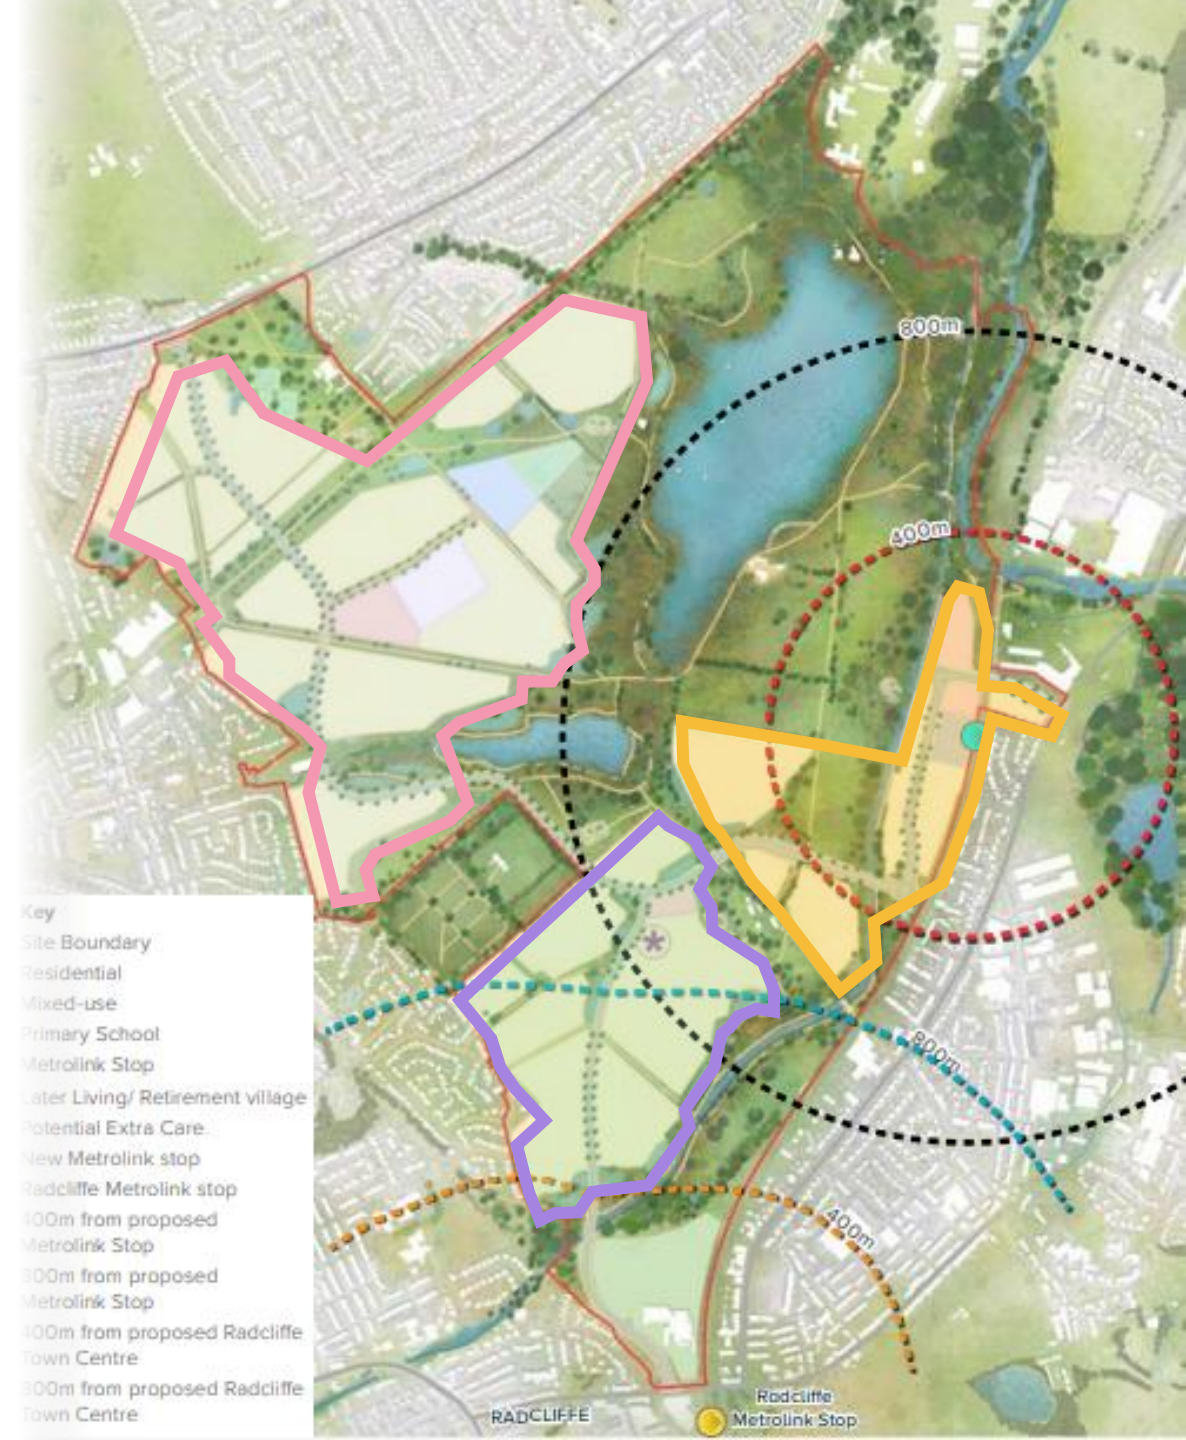 800m
400m
Key
Site Boundary
Residential
Mixed-use
Primary School
Metrolink Stop
Later Living/ Retirement village
Potential Extra Care
New Metrolink stop
Radcliffe Metrolink stop
400m from proposed
Metrolink Stop
800m from proposed
Metrolink Stop
400m from proposed Radcliffe
Town Centre
800m from proposed Radcliffe
Town Centre
800m
400m
RADCLIFFE
Radcliffe
Metrolink Stop